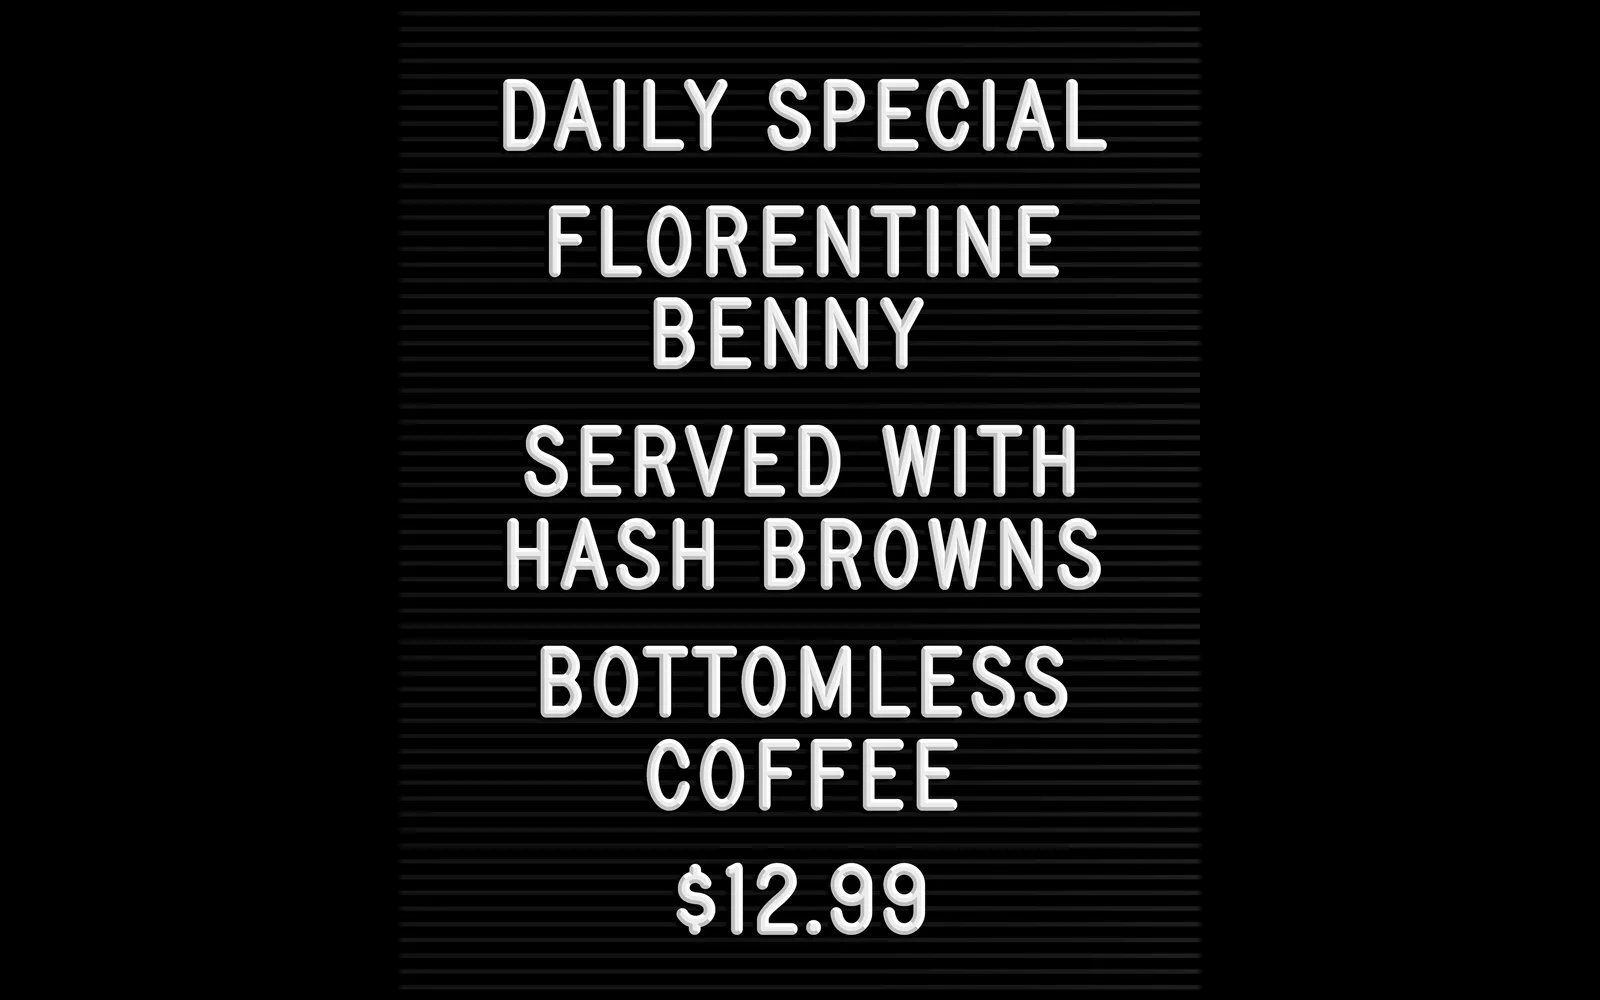 DAILY SPECIAL
FLORENTINE
BENNY
SERVED WITH
HASH BROWNS
BOTTOMLESS
COFFEE
$12.99